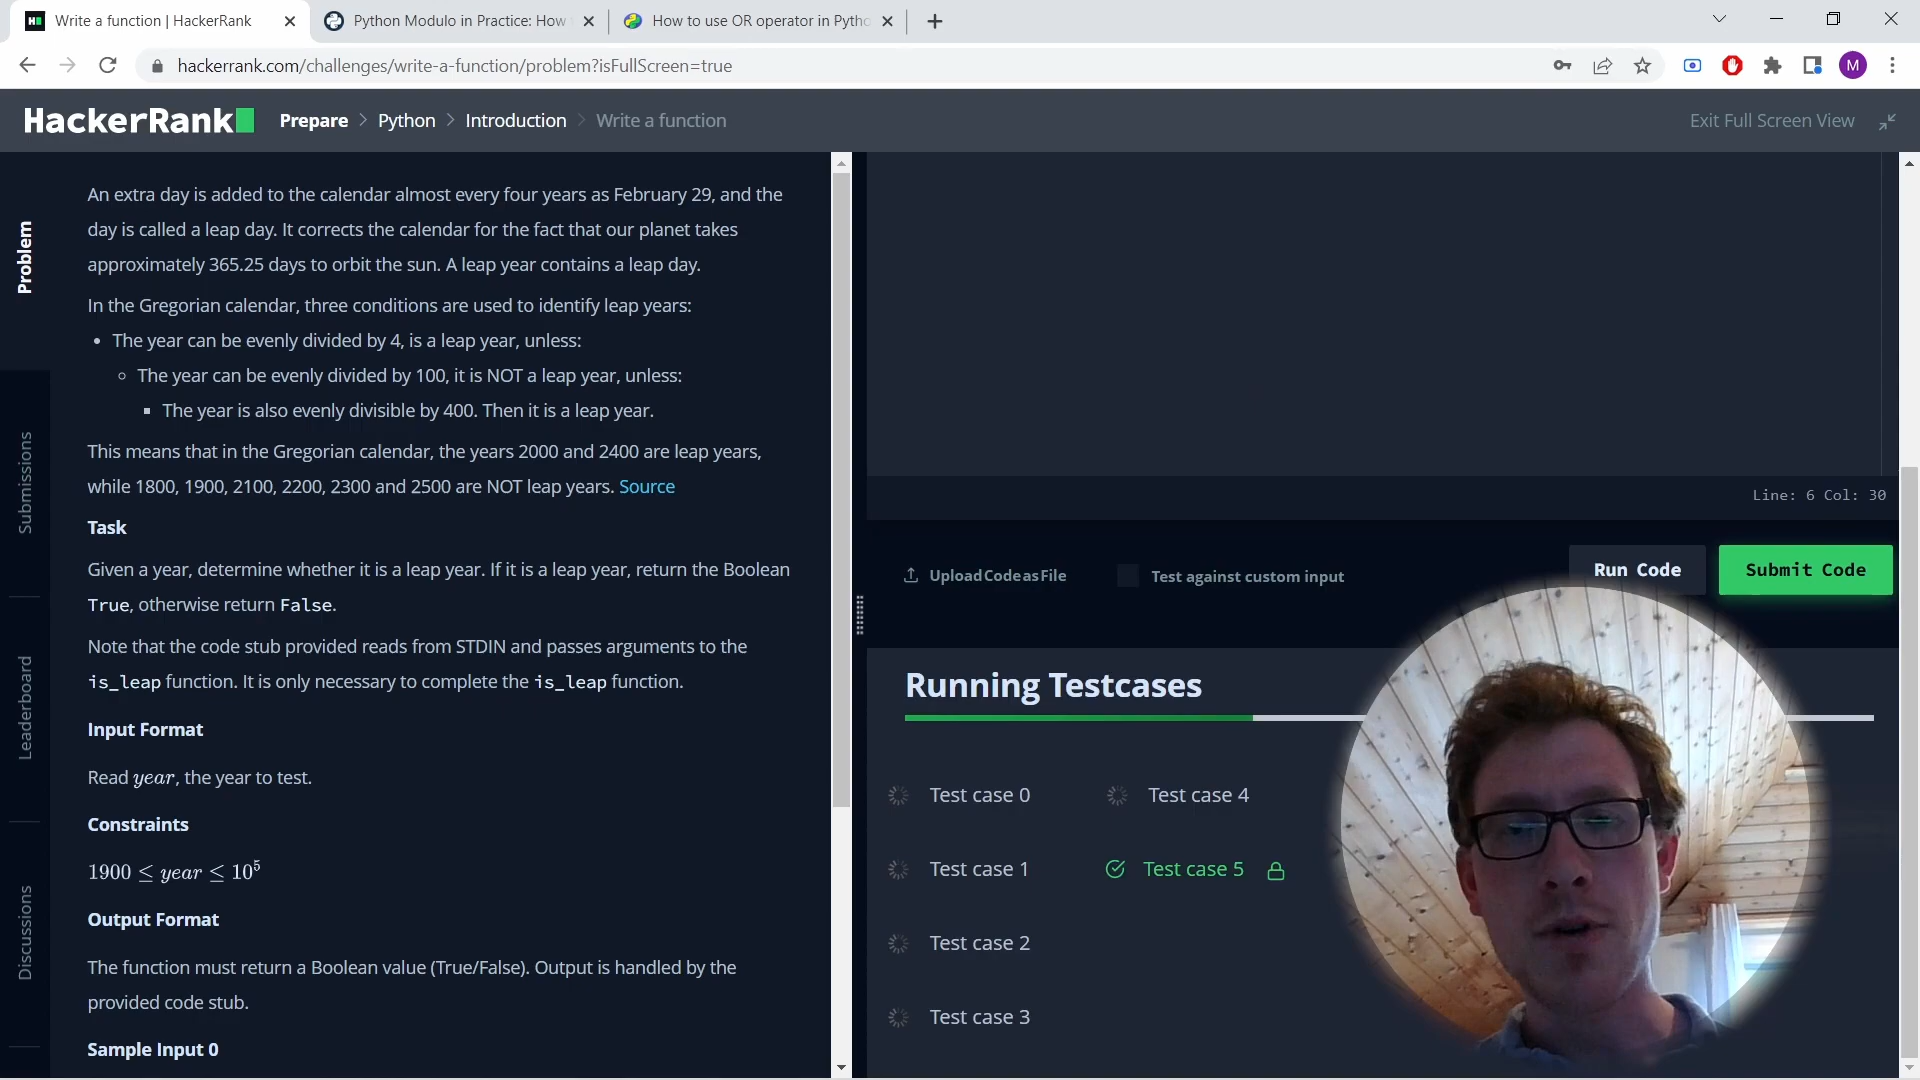 Write a function | HackerRank
Python Modulo in Practice: How
How to use OR operator in Pytho
hackerrank.com/challenges/write-a-function/problem?isFullScreen=true
M
HackerRank
Prepare > Python > Introduction > Write a function
Exit Full Screen View
Problem
Submissions
Leaderboard
Discussions
An extra day is added to the calendar almost every four years as February 29, and the
day is called a leap day. It corrects the calendar for the fact that our planet takes
approximately 365.25 days to orbit the sun. A leap year contains a leap day.
In the Gregorian calendar, three conditions are used to identify leap years:
The year can be evenly divided by 4, is a leap year, unless:
The year can be evenly divided by 100, it is NOT a leap year, unless:
The year is also evenly divisible by 400. Then it is a leap year.
This means that in the Gregorian calendar, the years 2000 and 2400 are leap years,
while 1800, 1900, 2100, 2200, 2300 and 2500 are NOT leap years. Source
Task
Given a year, determine whether it is a leap year. If it is a leap year, return the Boolean
True, otherwise return False.
Note that the code stub provided reads from STDIN and passes arguments to the
is_leap function. It is only necessary to complete the is_leap function.
Input Format
Read year, the year to test.
Constraints
1900 ≤ year ≤ 10^5
Output Format
The function must return a Boolean value (True/False). Output is handled by the
provided code stub.
Sample Input 0
Line: 6 Col: 30
Upload Code as File
Test against custom input
Run Code
Submit Code
Running Testcases
Test case 0
Test case 4
Test case 1
Test case 5
Test case 2
Test case 3